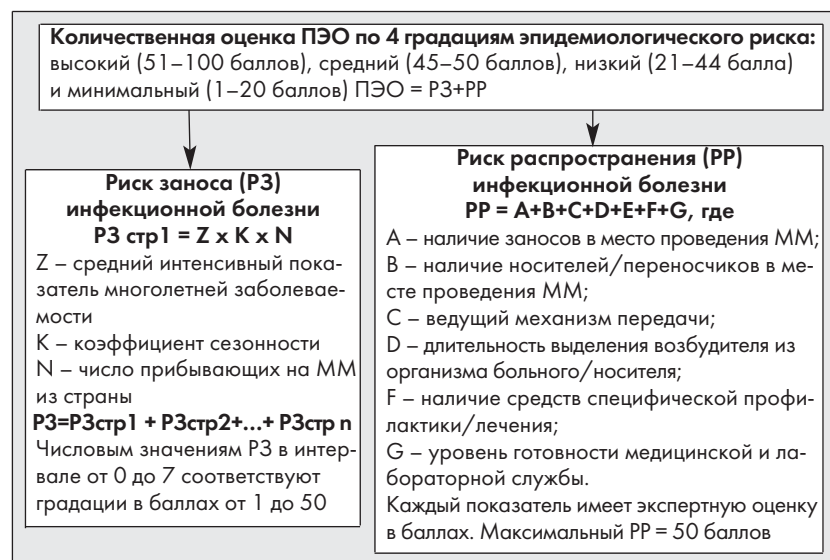 Количественная оценка ПЭО по 4 градациям эпидемиологического риска:
высокий (51–100 баллов), средний (45–50 баллов), низкий (21–44 балла)
и минимальный (1–20 баллов) ПЭО = РЗ+РР
Риск заноса (РЗ)
инфекционной болезни
РЗ стр1 = Z x K x N
Z – средний интенсивный пока-
затель многолетней заболевае-
мости
K – коэффициент сезонности
N – число прибывающих на ММ
из страны
РЗ=РЗстр1 + РЗстр2+...+ РЗстр n
Числовым значениям РЗ в интер-
вале от 0 до 7 соответствуют
градации в баллах от 1 до 50
Риск распространения (РР)
инфекционной болезни
РР = A+B+C+D+E+F+G, где
A – наличие заносов в место проведения ММ;
B – наличие носителей/переносчиков в ме-
сте проведения ММ;
C – ведущий механизм передачи;
D – длительность выделения возбудителя из
организма больного/носителя;
F – наличие средств специфической профи-
лактики/лечения;
G – уровень готовности медицинской и ла-
бораторной службы.
Каждый показатель имеет экспертную оценку
в баллах. Максимальный РР = 50 баллов